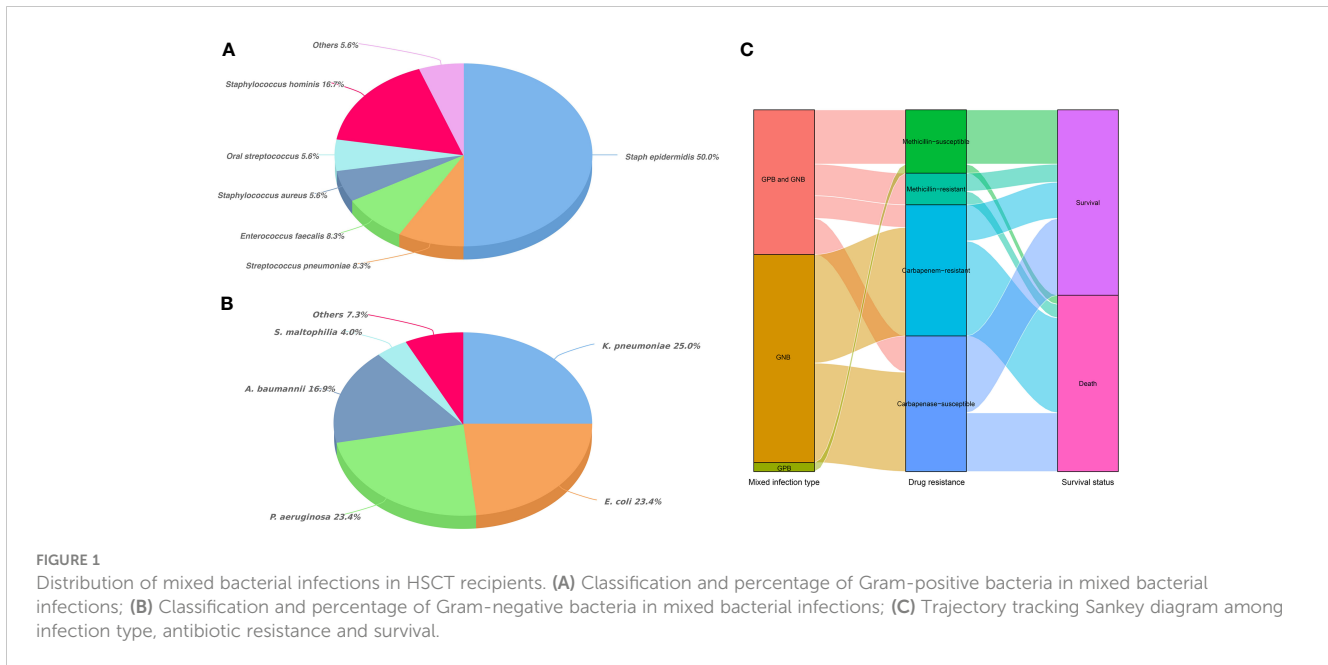 A
Others 5.6%
Staphylococcus hominis 16.7%
Oral streptococcus 5.6%
Staph epidermidis 50.0%
Staphylococcus aureus 5.6%
Enterococcus faecalis 8.3%
Streptococcus pneumoniae 8.3%
B
Others 7.3%
S. maltophilia 4.0%
K. pneumoniae 25.0%
A. baumannii 16.9%
E. coli 23.4%
P. aeruginosa 23.4%
C
Methicillin-susceptible
GPB and GNB
Methicillin-resistant
Survival
Carbapenem-resistant
GNB
Death
Carbapenase-susceptible
GPB
Mixed infection type
Drug resistance
Survival status
FIGURE 1
Distribution of mixed bacterial infections in HSCT recipients. (A) Classification and percentage of Gram-positive bacteria in mixed bacterial
infections; (B) Classification and percentage of Gram-negative bacteria in mixed bacterial infections; (C) Trajectory tracking Sankey diagram among
infection type, antibiotic resistance and survival.